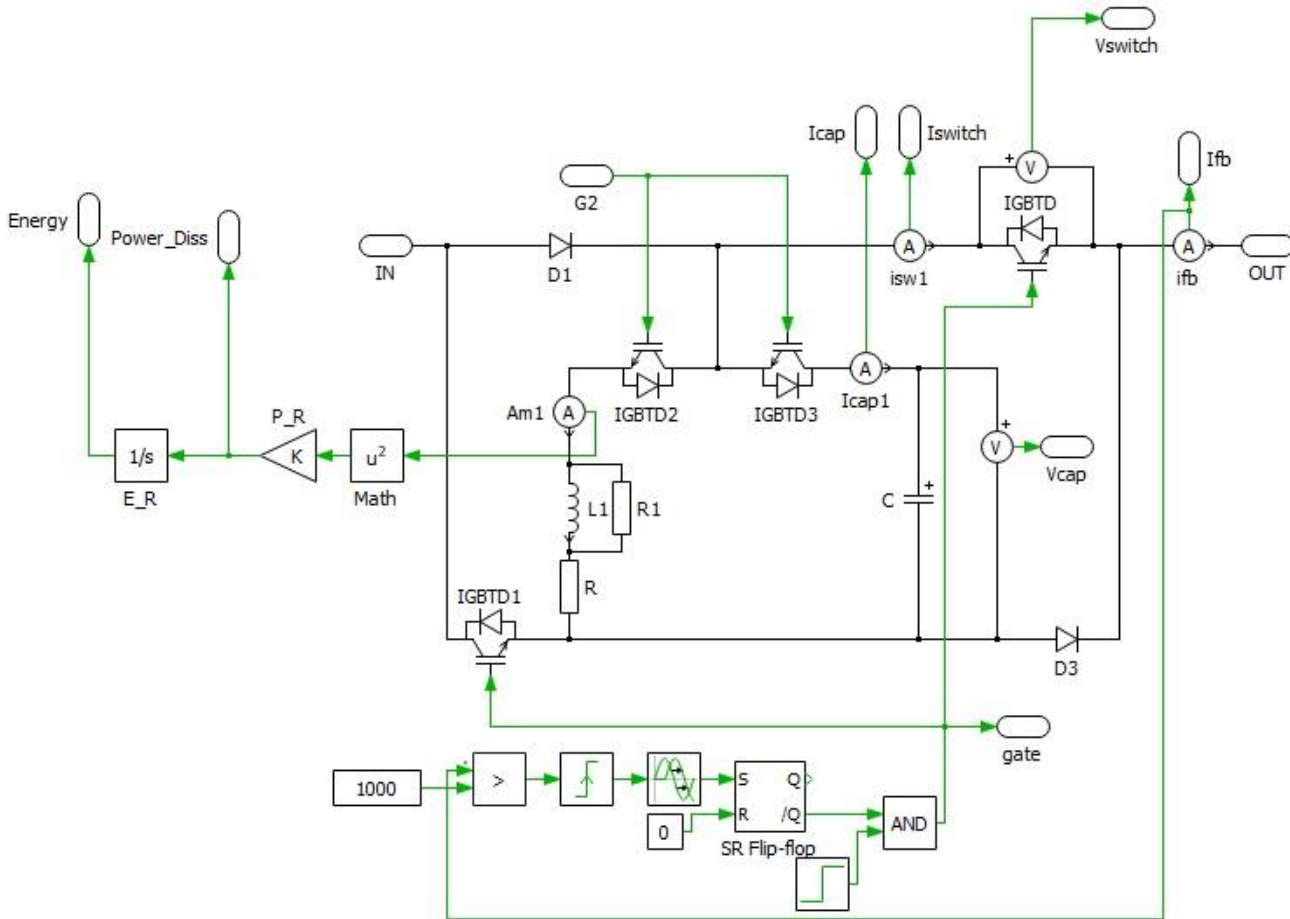 Vswitch
Icap
Iswitch
Ifb
+
V
G2
IGBTD
Energy
Power_Diss
IN
D1
A
isw1
A
ifb
OUT
A
Icap1
IGBTD2
IGBTD3
Am1
A
P_R
K
1/s
E_R
u²
Math
+
V
Vcap
L1
R1
C
+
R
IGBTD1
D3
gate
1000
>
S
Q
R
/Q
0
SR Flip-flop
AND